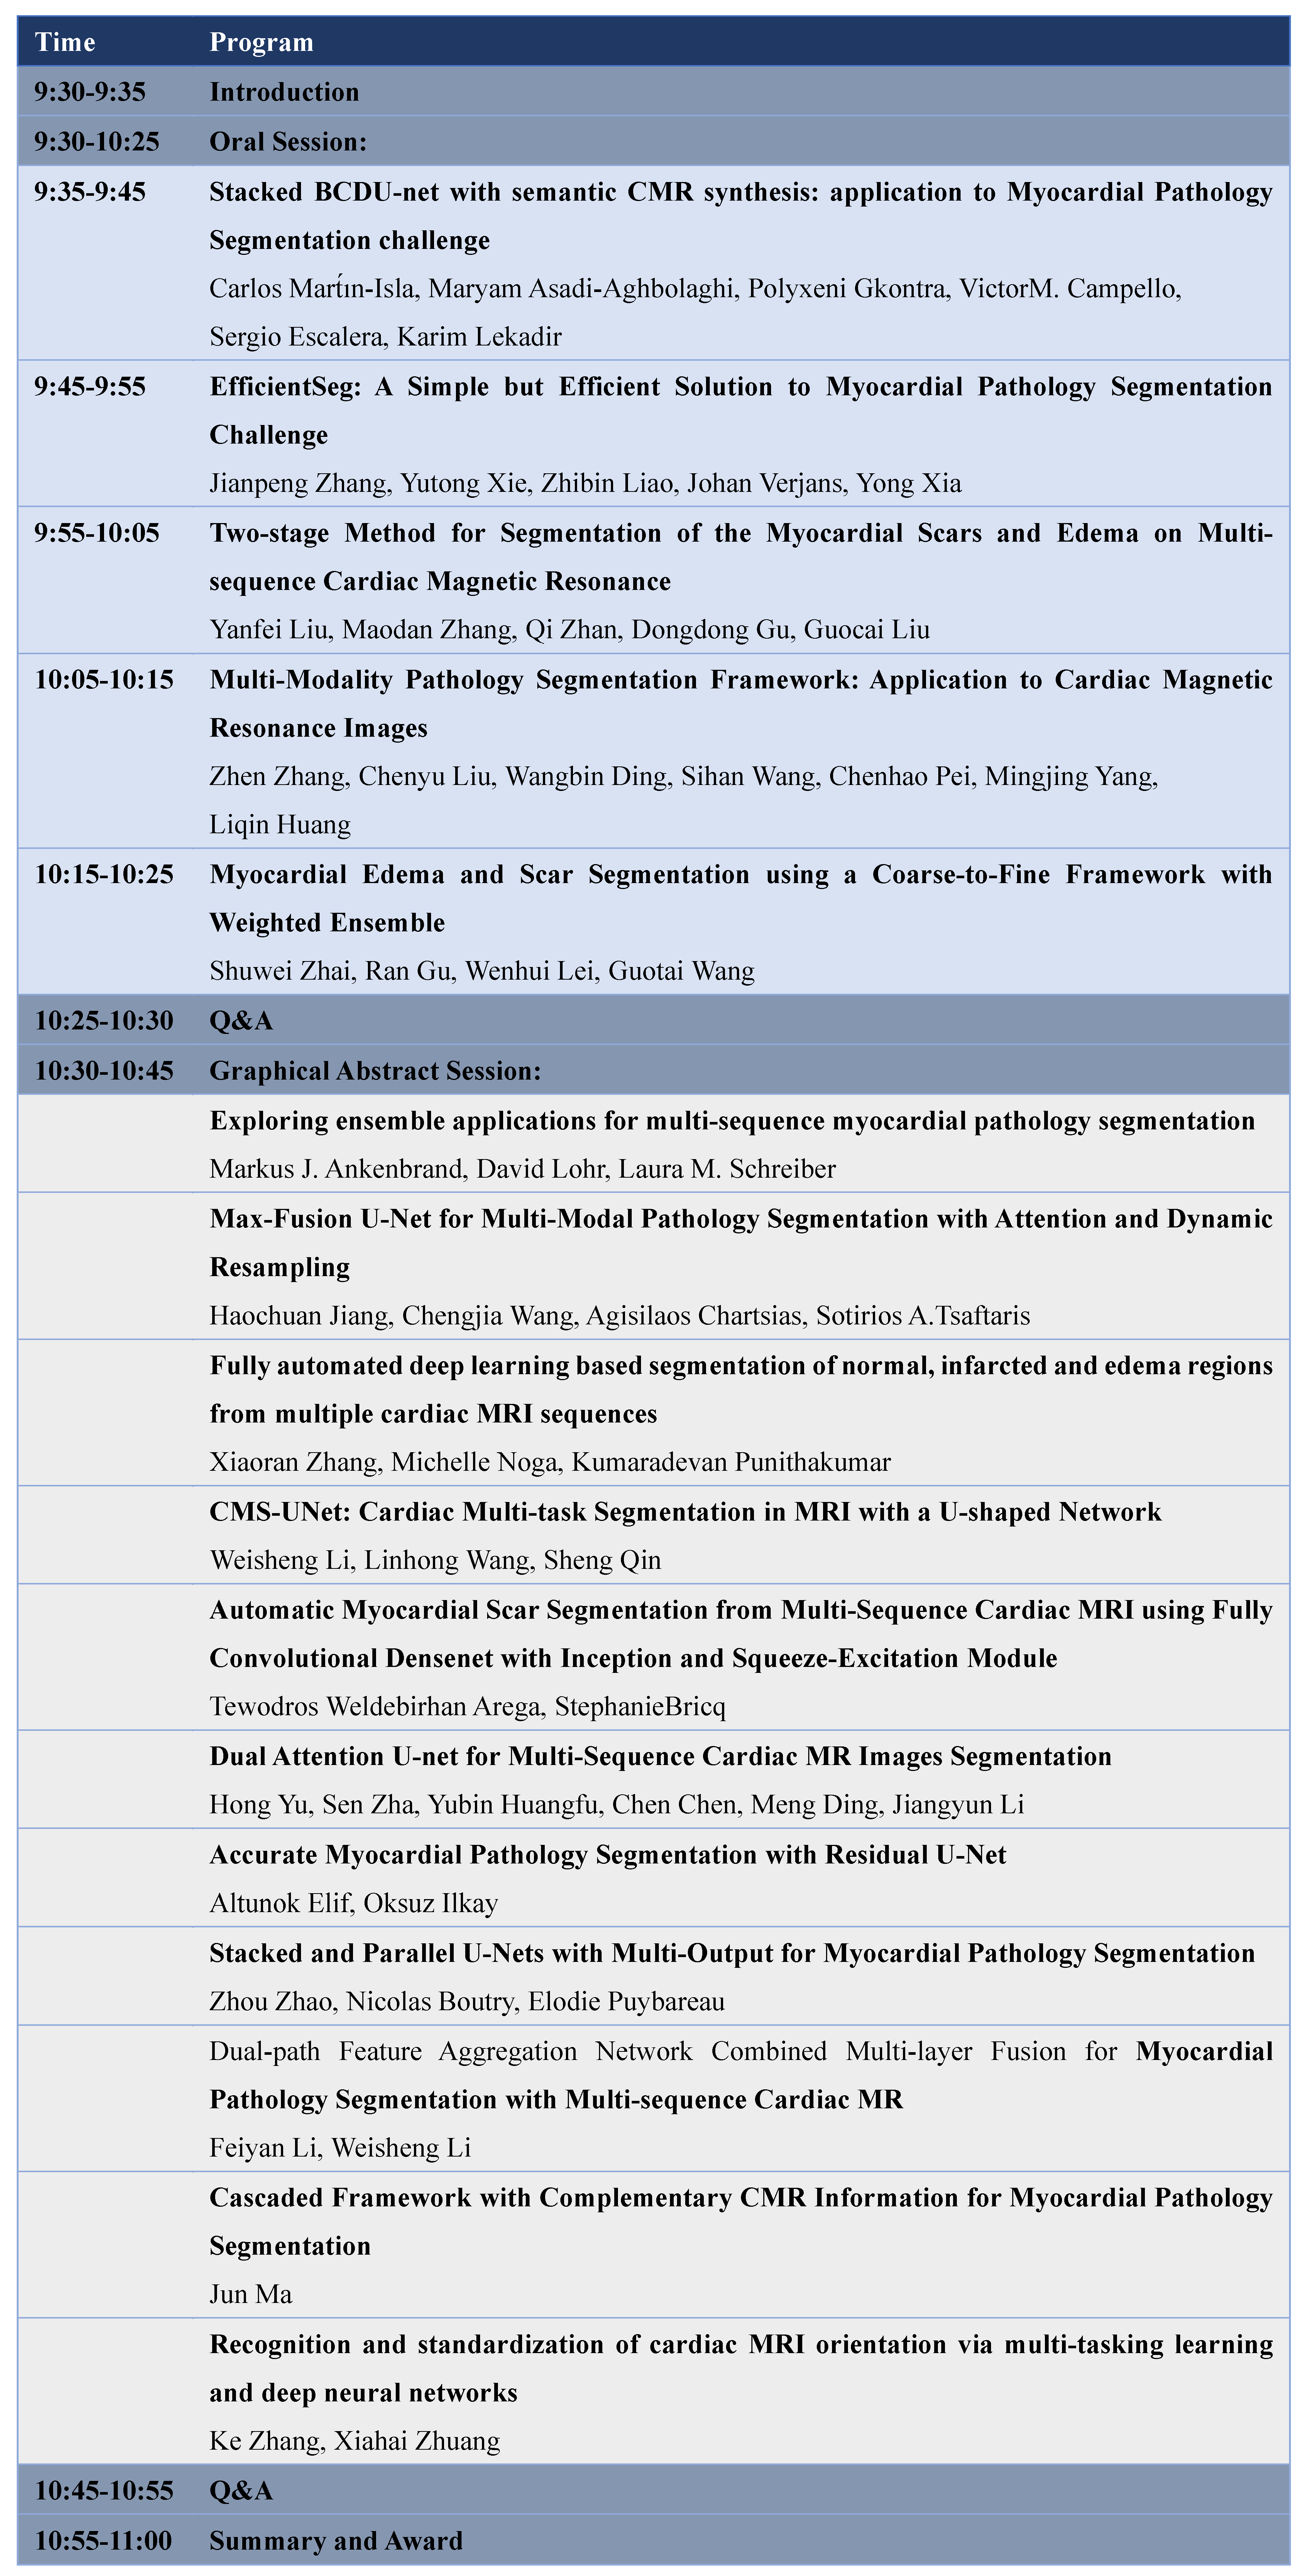 Time Program
9:30-9:35 Introduction
9:30-10:25 Oral Session:
9:35-9:45 Stacked BCDU-net with semantic CMR synthesis: application to Myocardial Pathology
Segmentation challenge
Carlos Mart́ın-Isla, Maryam Asadi-Aghbolaghi, Polyxeni Gkontra, VictorM. Campello,
Sergio Escalera, Karim Lekadir
9:45-9:55 EfficientSeg: A Simple but Efficient Solution to Myocardial Pathology Segmentation
Challenge
Jianpeng Zhang, Yutong Xie, Zhibin Liao, Johan Verjans, Yong Xia
9:55-10:05 Two-stage Method for Segmentation of the Myocardial Scars and Edema on Multi-
sequence Cardiac Magnetic Resonance
Yanfei Liu, Maodan Zhang, Qi Zhan, Dongdong Gu, Guocai Liu
10:05-10:15 Multi-Modality Pathology Segmentation Framework: Application to Cardiac Magnetic
Resonance Images
Zhen Zhang, Chenyu Liu, Wangbin Ding, Sihan Wang, Chenhao Pei, Mingjing Yang,
Liqin Huang
10:15-10:25 Myocardial Edema and Scar Segmentation using a Coarse-to-Fine Framework with
Weighted Ensemble
Shuwei Zhai, Ran Gu, Wenhui Lei, Guotai Wang
10:25-10:30 Q&A
10:30-10:45 Graphical Abstract Session:
Exploring ensemble applications for multi-sequence myocardial pathology segmentation
Markus J. Ankenbrand, David Lohr, Laura M. Schreiber
Max-Fusion U-Net for Multi-Modal Pathology Segmentation with Attention and Dynamic
Resampling
Haochuan Jiang, Chengjia Wang, Agisilaos Chartsias, Sotirios A.Tsaftaris
Fully automated deep learning based segmentation of normal, infarcted and edema regions
from multiple cardiac MRI sequences
Xiaoran Zhang, Michelle Noga, Kumaradevan Punithakumar
CMS-UNet: Cardiac Multi-task Segmentation in MRI with a U-shaped Network
Weisheng Li, Linhong Wang, Sheng Qin
Automatic Myocardial Scar Segmentation from Multi-Sequence Cardiac MRI using Fully
Convolutional Densenet with Inception and Squeeze-Excitation Module
Tewodros Weldebirhan Arega, StephanieBricq
Dual Attention U-net for Multi-Sequence Cardiac MR Images Segmentation
Hong Yu, Sen Zha, Yubin Huangfu, Chen Chen, Meng Ding, Jiangyun Li
Accurate Myocardial Pathology Segmentation with Residual U-Net
Altunok Elif, Oksuz Ilkay
Stacked and Parallel U-Nets with Multi-Output for Myocardial Pathology Segmentation
Zhou Zhao, Nicolas Boutry, Elodie Puybareau
Dual-path Feature Aggregation Network Combined Multi-layer Fusion for Myocardial
Pathology Segmentation with Multi-sequence Cardiac MR
Feiyan Li, Weisheng Li
Cascaded Framework with Complementary CMR Information for Myocardial Pathology
Segmentation
Jun Ma
Recognition and standardization of cardiac MRI orientation via multi-tasking learning
and deep neural networks
Ke Zhang, Xiahai Zhuang
10:45-10:55 Q&A
10:55-11:00 Summary and Award